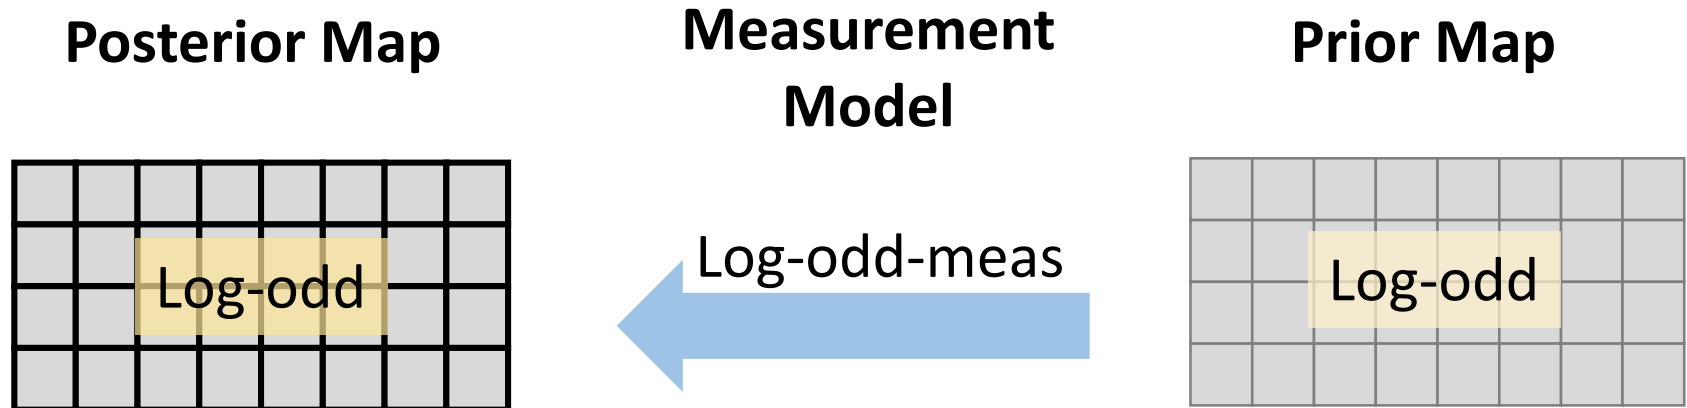 Posterior Map
Measurement
Model
Prior Map
Log-odd
Log-odd-meas
Log-odd